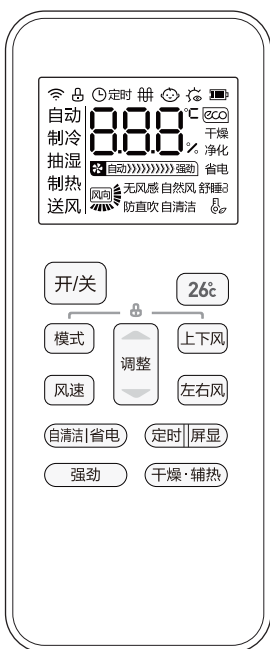 定时
自动 888 ℃ eco
制冷 干燥
抽湿 % 净化
自动 》》》》》》》》》 强劲 省电
制热 风向 无风感 自然风 舒睡
送风 防直吹 自清洁
开/关 26℃
模式 调整 上下风
风速 左右风
自清洁|省电 定时||屏显
强劲 干燥·辅热